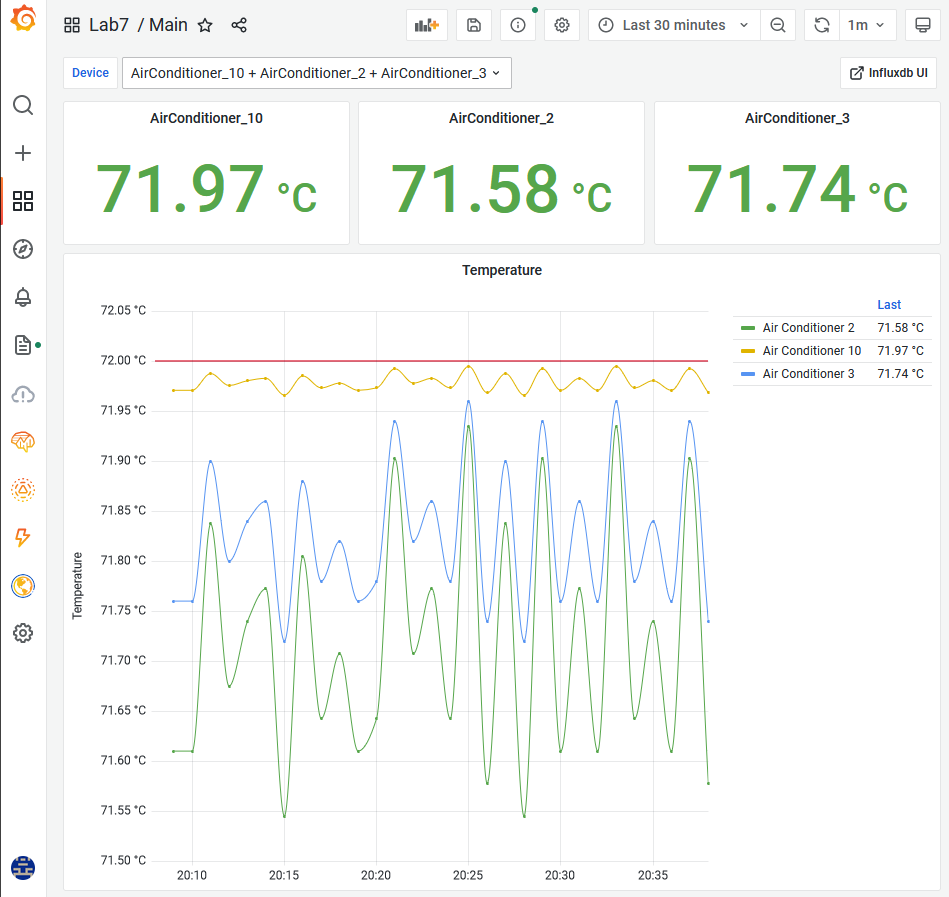 Lab7 / Main
Last 30 minutes
1m
Device
AirConditioner_10 + AirConditioner_2 + AirConditioner_3
Influxdb UI
AirConditioner_10
AirConditioner_2
AirConditioner_3
71.97 °C
71.58 °C
71.74 °C
Temperature
72.05 °C
72.00 °C
71.95 °C
71.90 °C
71.85 °C
71.80 °C
71.75 °C
71.70 °C
71.65 °C
71.60 °C
71.55 °C
71.50 °C
Temperature
20:10
20:15
20:20
20:25
20:30
20:35
Last
Air Conditioner 2 71.58 °C
Air Conditioner 10 71.97 °C
Air Conditioner 3 71.74 °C